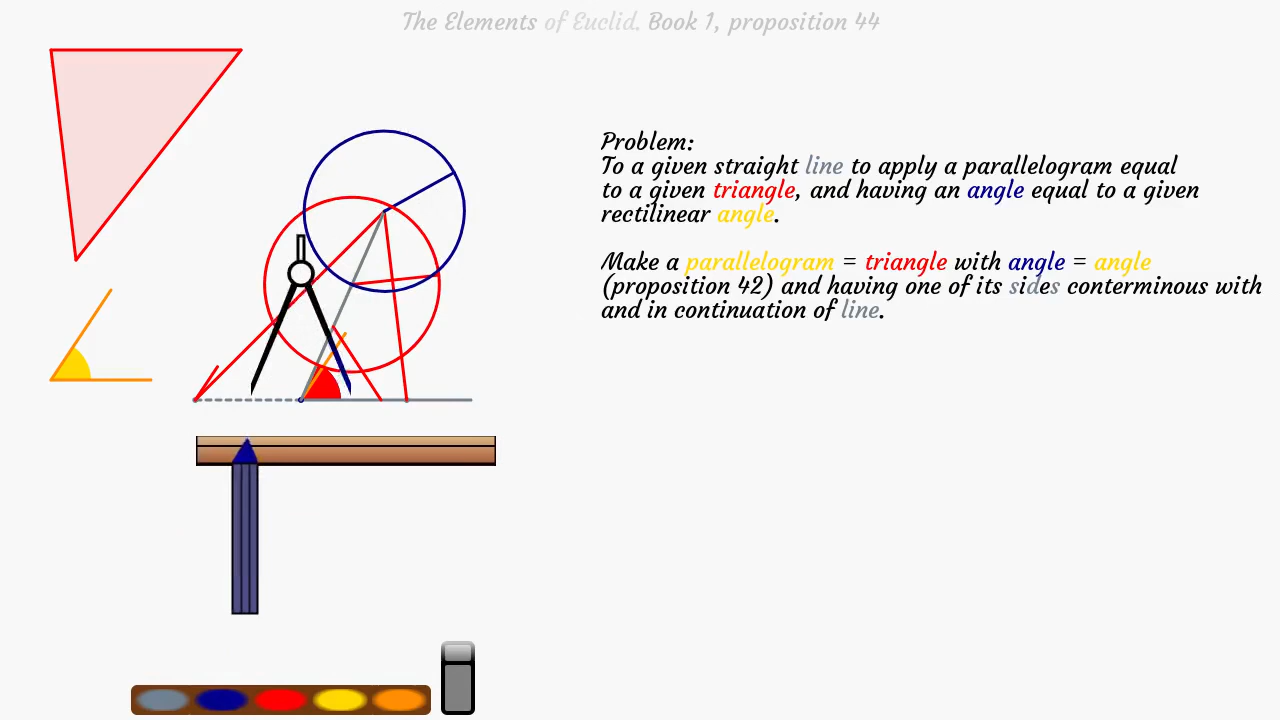 The Elements of Euclid. Book 1, proposition 44
Problem:
To a given straight line to apply a parallelogram equal
to a given triangle, and having an angle equal to a given
rectilinear angle.
Make a parallelogram = triangle with angle = angle
(proposition 42) and having one of its sides conterminous with
and in continuation of line.